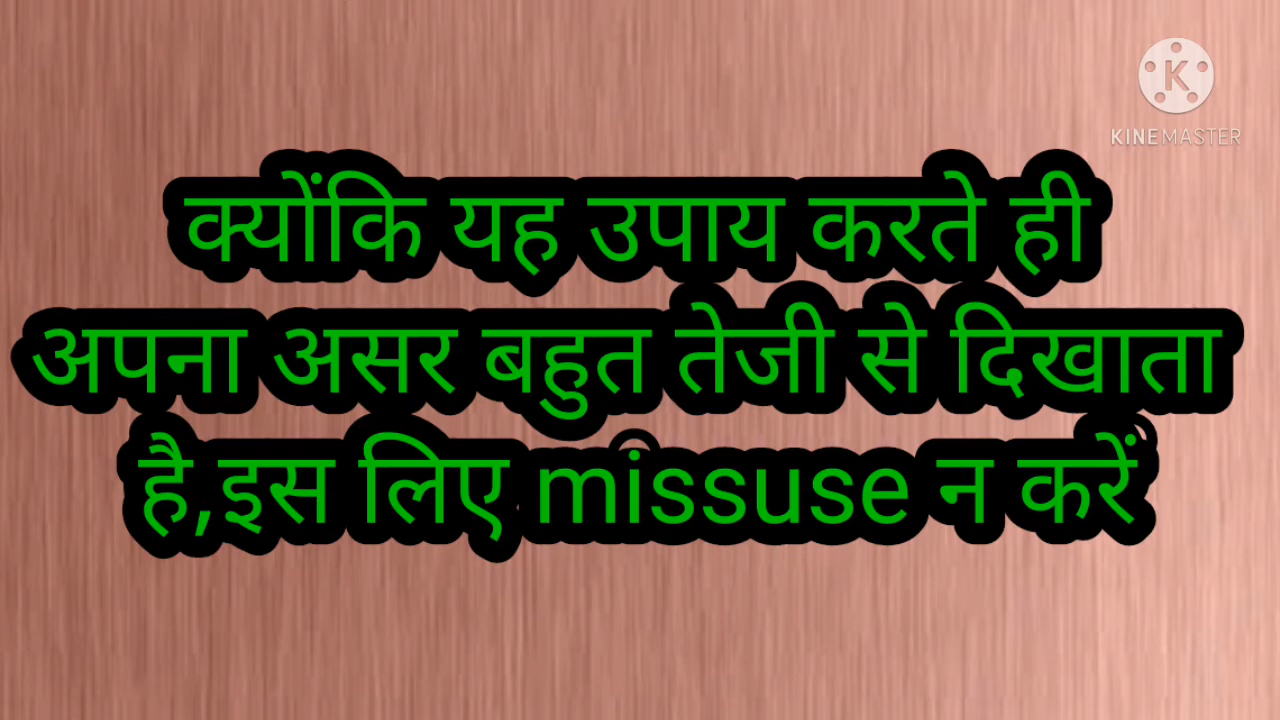 K
KINEMASTER
क्योंकि यह उपाय करते ही
अपना असर बहुत तेजी से दिखाता
है,इस लिए missuse न करें